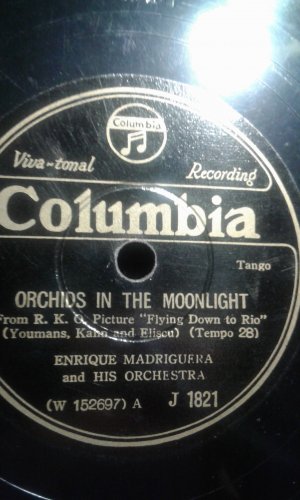 Columbia
Viva-tonal Recording
Columbia
Tango
ORCHIDS IN THE MOONLIGHT
From R. K. O. Picture "Flying Down to Rio"
(Youmans, Kahn and Eliscu) (Tempo 28)
ENRIQUE MADRIGUERA
and HIS ORCHESTRA
(W 152697) A J 1821